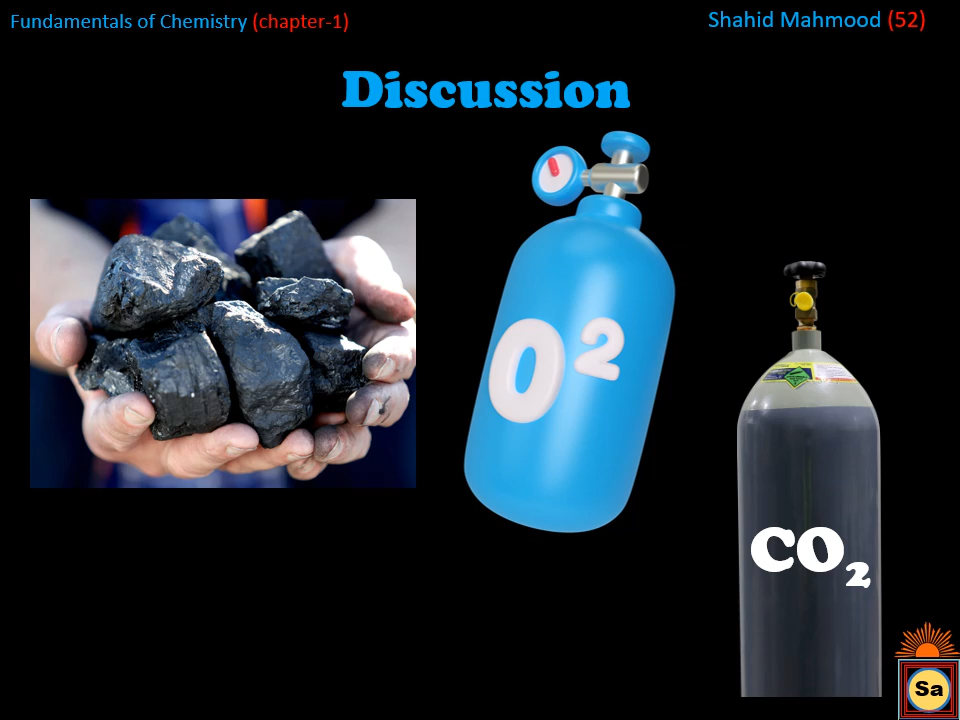 Fundamentals of Chemistry (chapter-1)
Shahid Mahmood (52)
Discussion
O²
CO₂
Sa